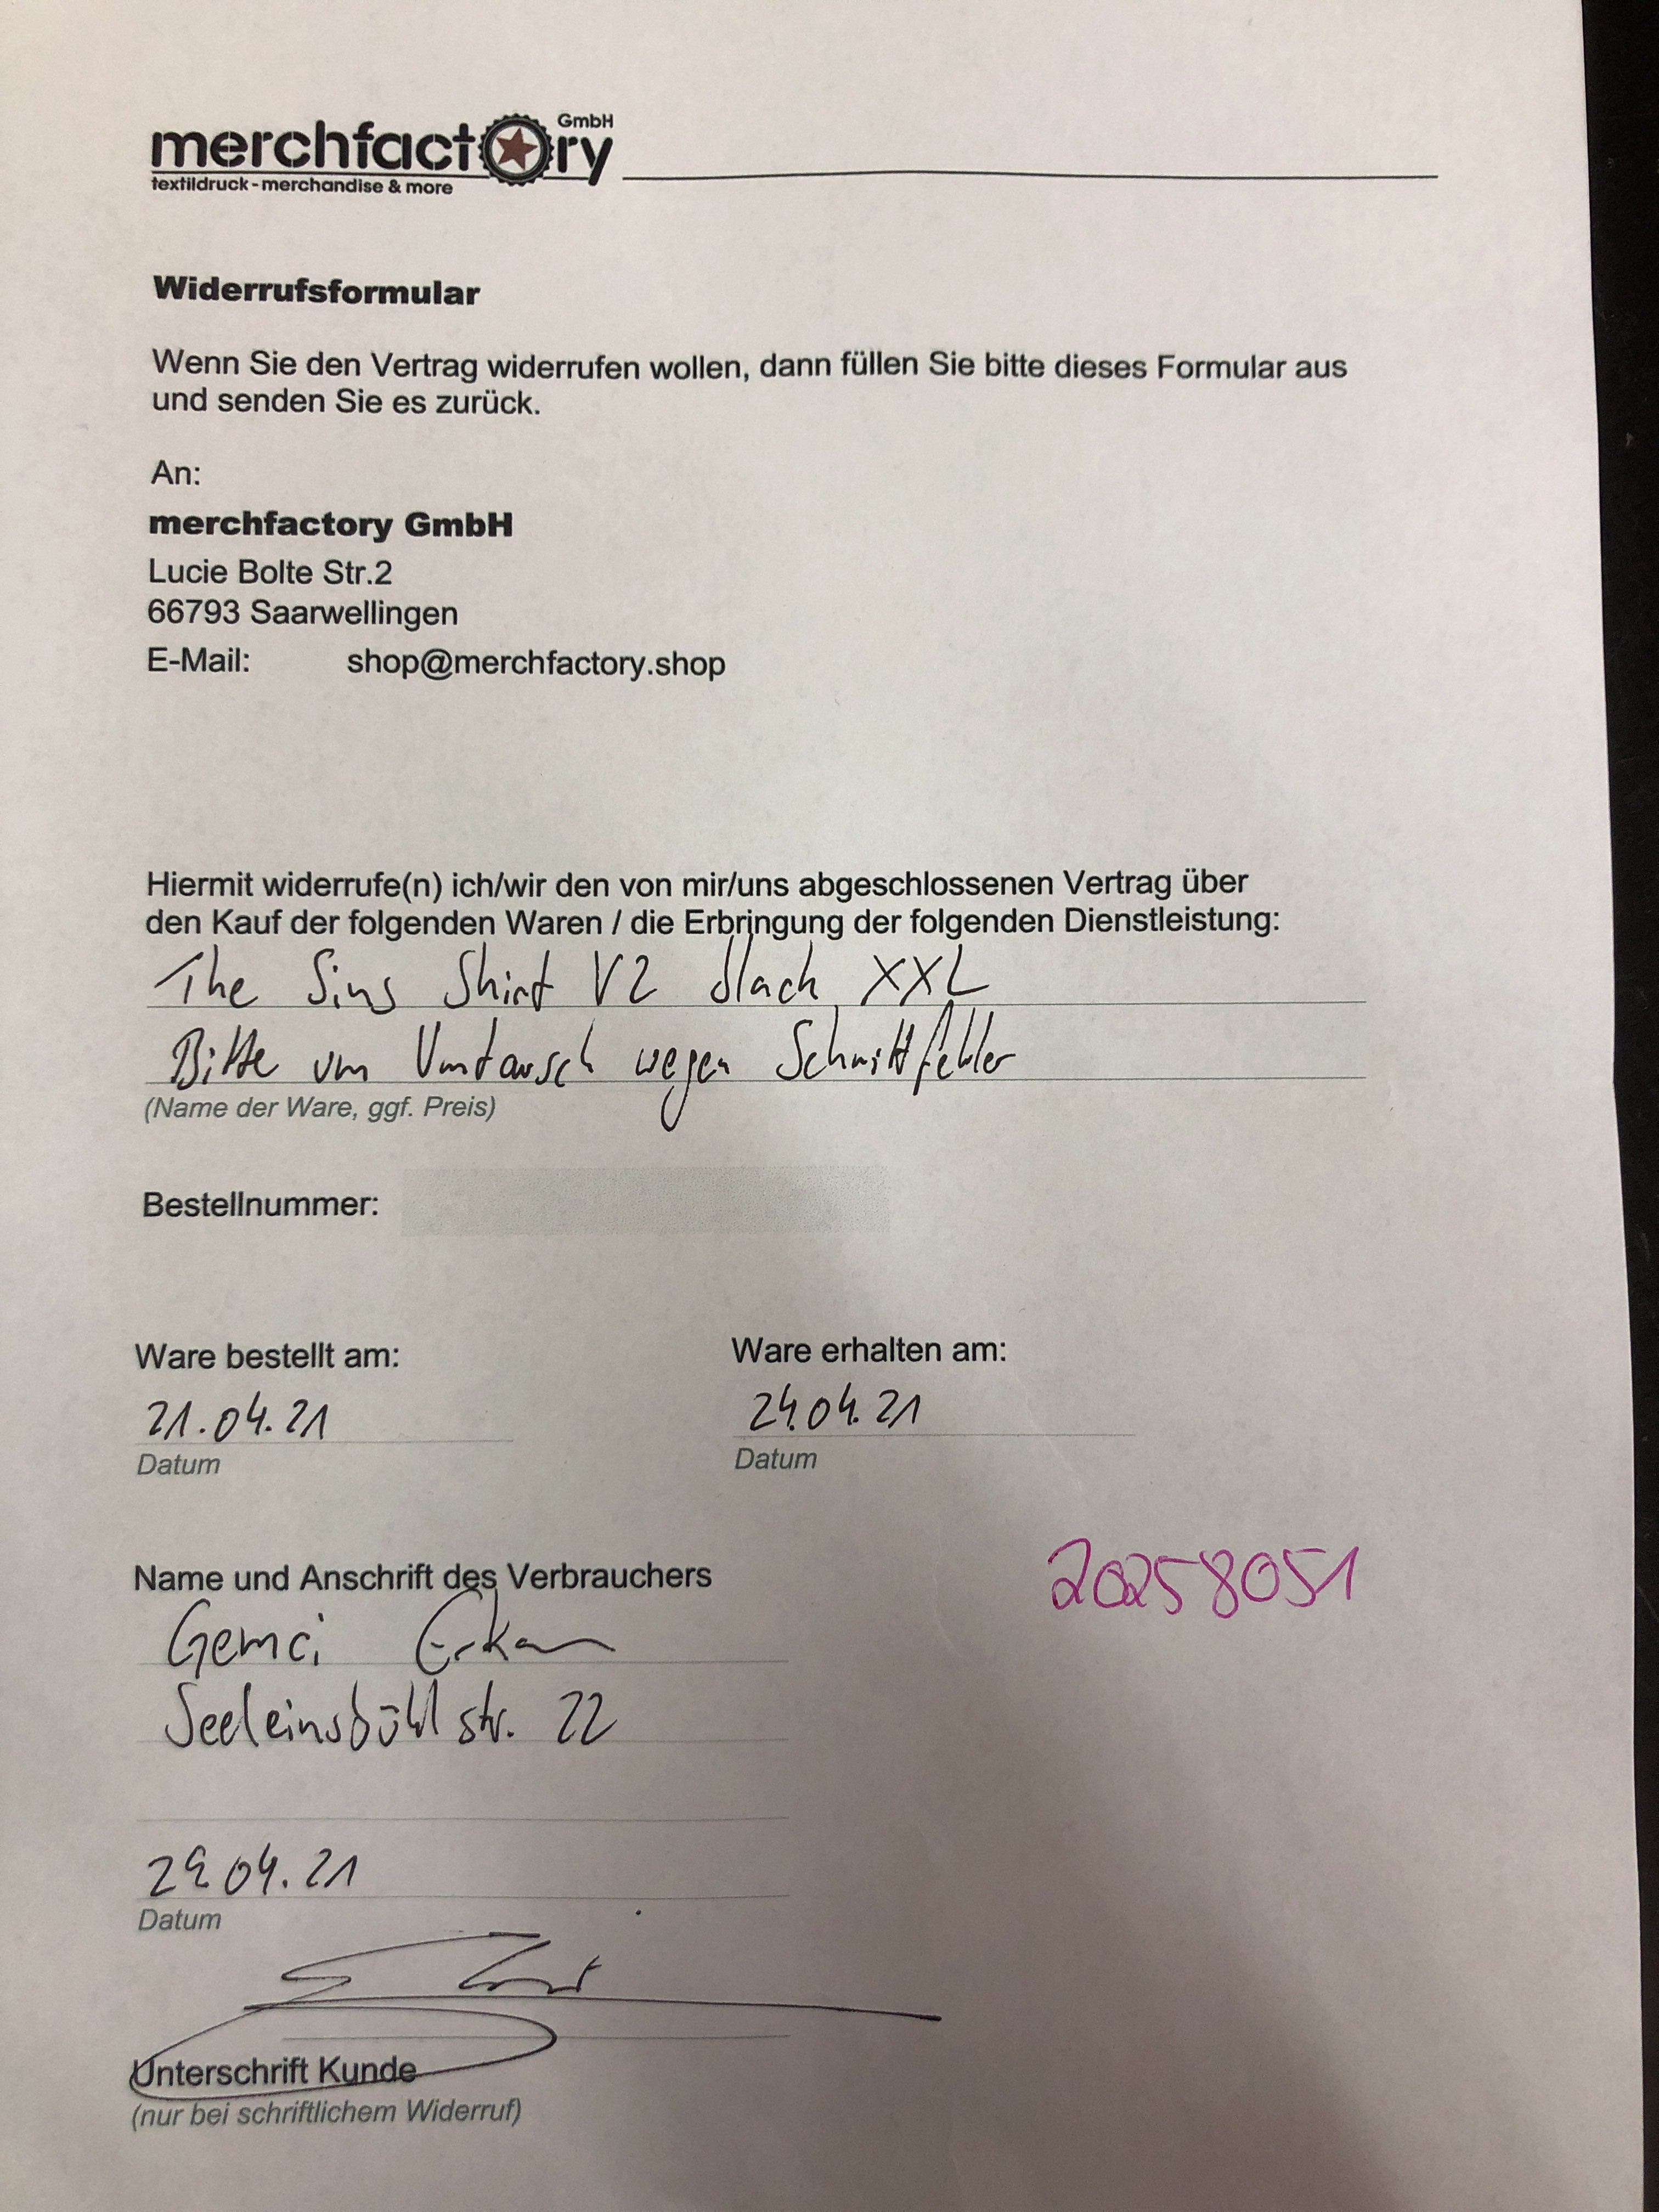 merchfactory GmbH
textildruck - merchandise & more
Widerrufsformular
Wenn Sie den Vertrag widerrufen wollen, dann füllen Sie bitte dieses Formular aus
und senden Sie es zurück.
An:
merchfactory GmbH
Lucie Bolte Str.2
66793 Saarwellingen
E-Mail: shop@merchfactory.shop
Hiermit widerrufe(n) ich/wir den von mir/uns abgeschlossenen Vertrag über
den Kauf der folgenden Waren / die Erbringung der folgenden Dienstleistung:
The Sins Shirt V2 black XXL
Bitte um Umtausch wegen Schnittfehler
(Name der Ware, ggf. Preis)
Bestellnummer:
Ware bestellt am: Ware erhalten am:
21.04.21 24.04.21
Datum Datum
Name und Anschrift des Verbrauchers
20258051
Gemci Erkan
Seeleinsbühl str. 22
29.04.21
Datum
Unterschrift Kunde
(nur bei schriftlichem Widerruf)